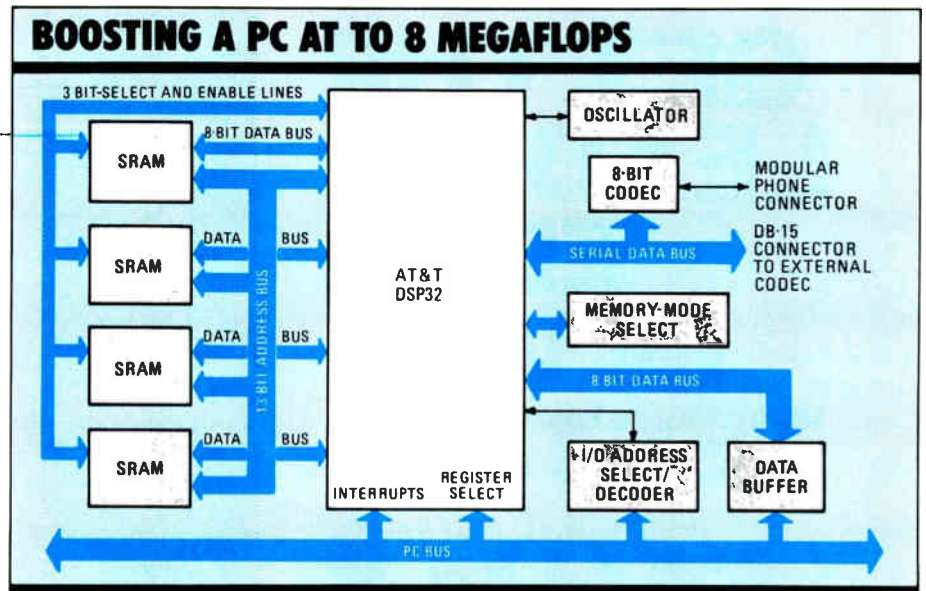 BOOSTING A PC AT TO 8 MEGAFLOPS
3 BIT-SELECT AND ENABLE LINES
SRAM
8-BIT DATA BUS
SRAM
DATA BUS
SRAM
DATA BUS
SRAM
DATA BUS
13 BIT ADDRESS BUS
AT&T
DSP32
INTERRUPTS
REGISTER
SELECT
OSCILLATOR
8-BIT
CODEC
MODULAR
PHONE
CONNECTOR
SERIAL DATA BUS
DB-15
CONNECTOR
TO EXTERNAL
CODEC
MEMORY-MODE
SELECT
8 BIT DATA BUS
I/O ADDRESS
SELECT/
DECODER
DATA
BUFFER
PC BUS